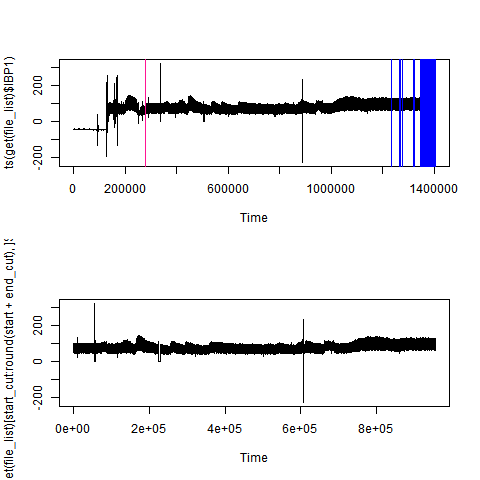 ts(get(file_list)$IBP1)
-200 0 200
0 200000 600000 1000000 1400000
Time
et(file_list)[start_cut:round(start + end_cut), ]$
-200 0 200
0e+00 2e+05 4e+05 6e+05 8e+05
Time